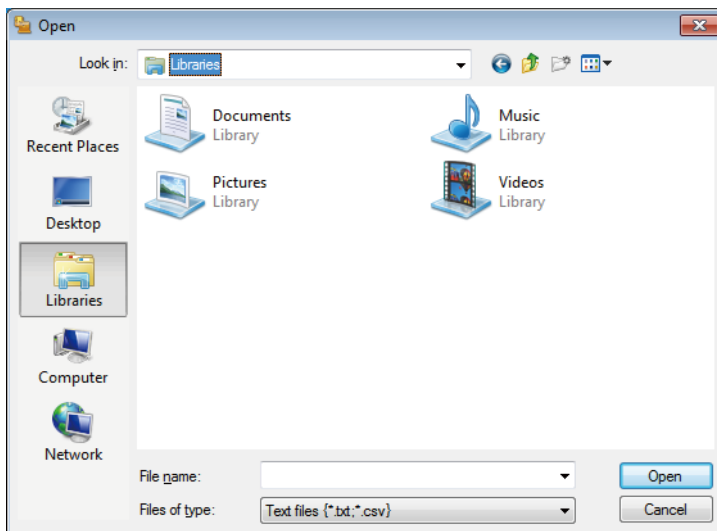 Open
Look in:
Libraries
Recent Places
Desktop
Libraries
Computer
Network
Documents
Library
Music
Library
Pictures
Library
Videos
Library
File name:
Open
Files of type:
Text files {*.txt;*.csv}
Cancel